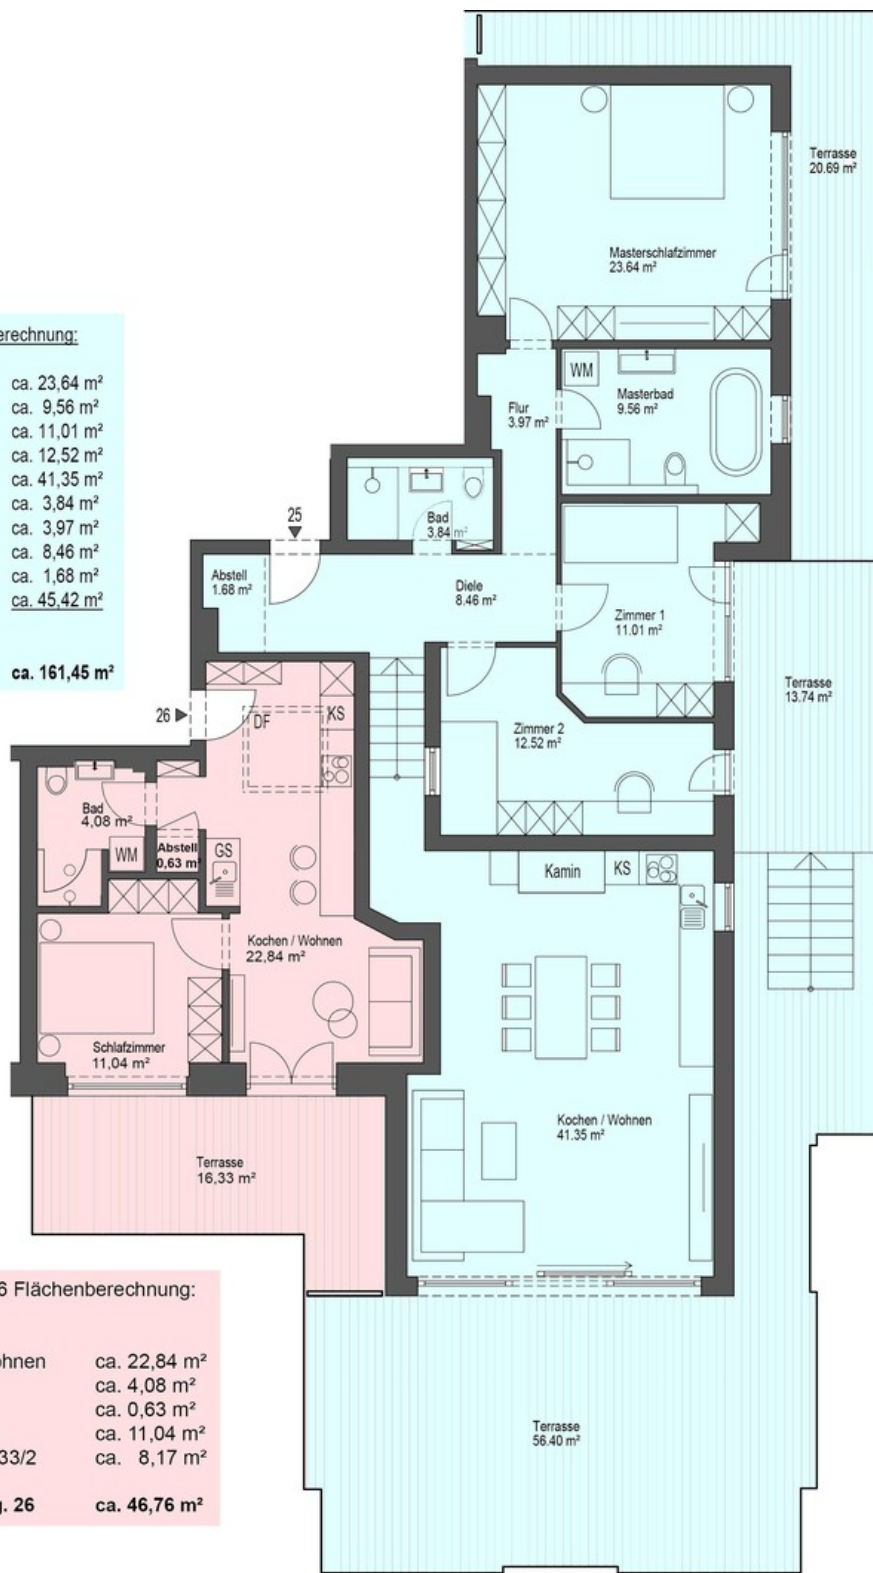 Terrasse
20.69 m²
Masterschlafzimmer
23.64 m²
WM
Masterbad
9.56 m²
Flur
3.97 m²
erechnung:
ca. 23,64 m²
ca. 9,56 m²
ca. 11,01 m²
ca. 12,52 m²
ca. 41,35 m²
ca. 3,84 m²
ca. 3,97 m²
ca. 8,46 m²
ca. 1,68 m²
ca. 45,42 m²
ca. 161,45 m²
25
Bad
3.84 m²
Abstell
1.68 m²
Diele
8.46 m²
Zimmer 1
11.01 m²
Terrasse
13.74 m²
26
DF
KS
Zimmer 2
12.52 m²
Bad
4,08 m²
WM
Abstell
0,63 m²
GS
Kamin
KS
Kochen / Wohnen
22,84 m²
Schlafzimmer
11,04 m²
Kochen / Wohnen
41.35 m²
Terrasse
16,33 m²
6 Flächenberechnung:
ohnen ca. 22,84 m²
ca. 4,08 m²
ca. 0,63 m²
ca. 11,04 m²
33/2 ca. 8,17 m²
g. 26 ca. 46,76 m²
Terrasse
56.40 m²